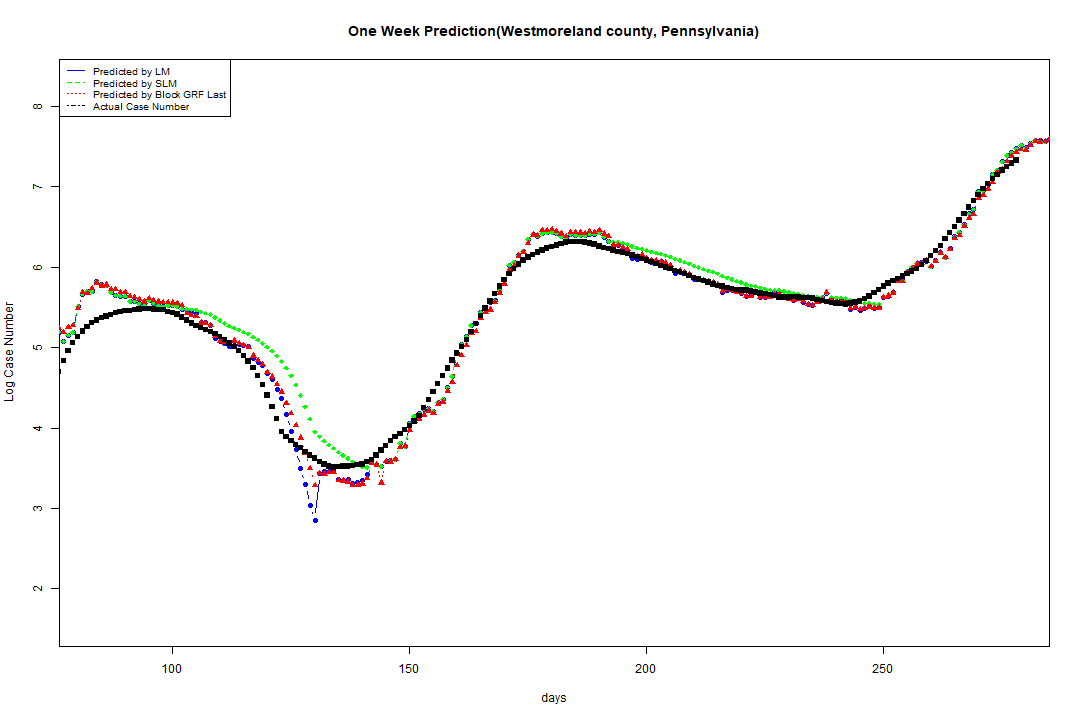 One Week Prediction(Westmoreland county, Pennsylvania)
Predicted by LM
Predicted by SLM
Predicted by Block GRF Last
Actual Case Number
8
7
6
5
4
3
2
Log Case Number
100 150 200 250
days